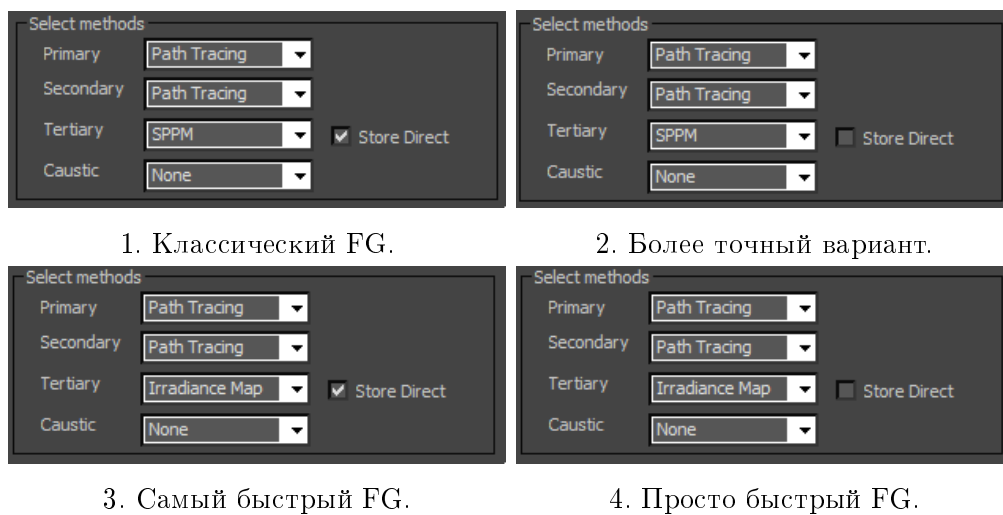 Select methods
Primary Path Tracing
Secondary Path Tracing
Tertiary SPPM Store Direct
Caustic None
1. Классический FG.
Select methods
Primary Path Tracing
Secondary Path Tracing
Tertiary SPPM Store Direct
Caustic None
2. Более точный вариант.
Select methods
Primary Path Tracing
Secondary Path Tracing
Tertiary Irradiance Map Store Direct
Caustic None
3. Самый быстрый FG.
Select methods
Primary Path Tracing
Secondary Path Tracing
Tertiary Irradiance Map Store Direct
Caustic None
4. Просто быстрый FG.